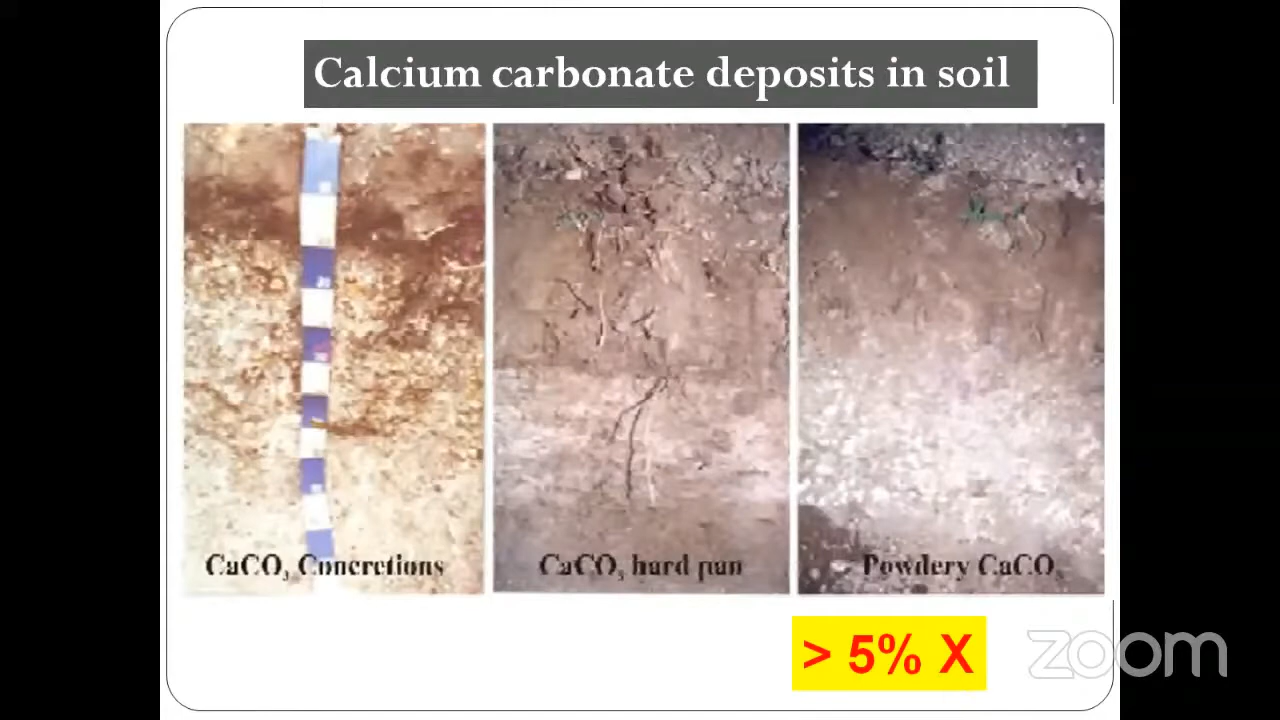 Calcium carbonate deposits in soil
CaCO₃ Concretions
CaCO₃ hard pan
Powdery CaCO₃
> 5% X
zoom